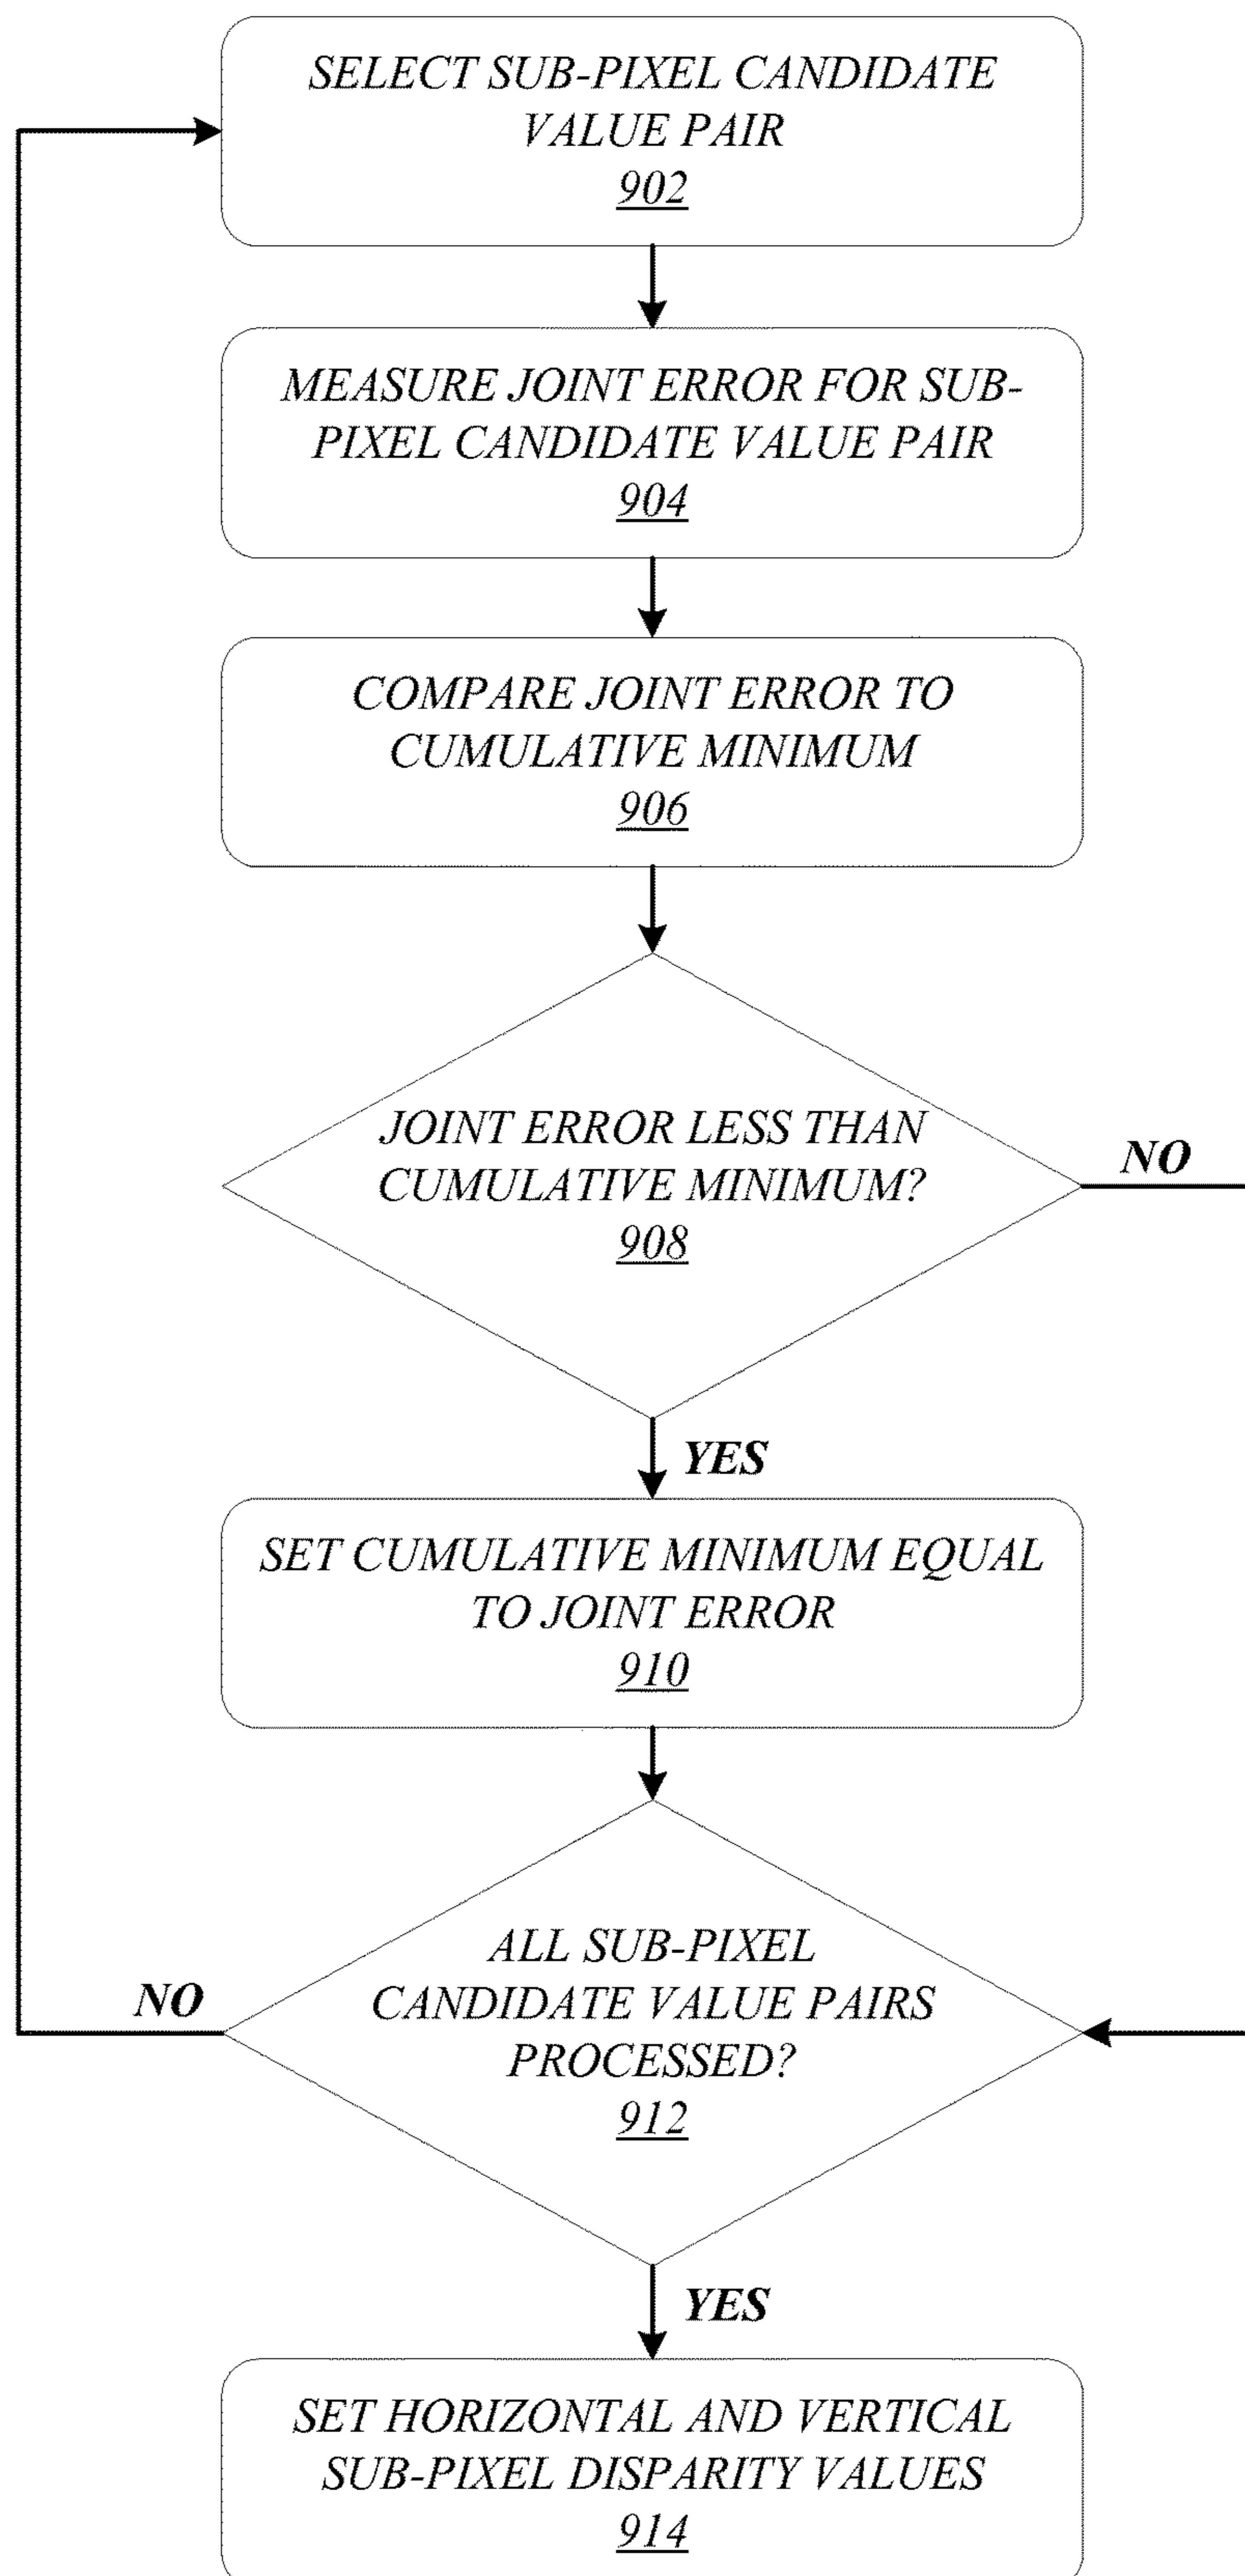 SELECT SUB-PIXEL CANDIDATE
VALUE PAIR
902
MEASURE JOINT ERROR FOR SUB-
PIXEL CANDIDATE VALUE PAIR
904
COMPARE JOINT ERROR TO
CUMULATIVE MINIMUM
906
JOINT ERROR LESS THAN
CUMULATIVE MINIMUM?
908
NO
YES
SET CUMULATIVE MINIMUM EQUAL
TO JOINT ERROR
910
ALL SUB-PIXEL
CANDIDATE VALUE PAIRS
PROCESSED?
912
NO
YES
SET HORIZONTAL AND VERTICAL
SUB-PIXEL DISPARITY VALUES
914